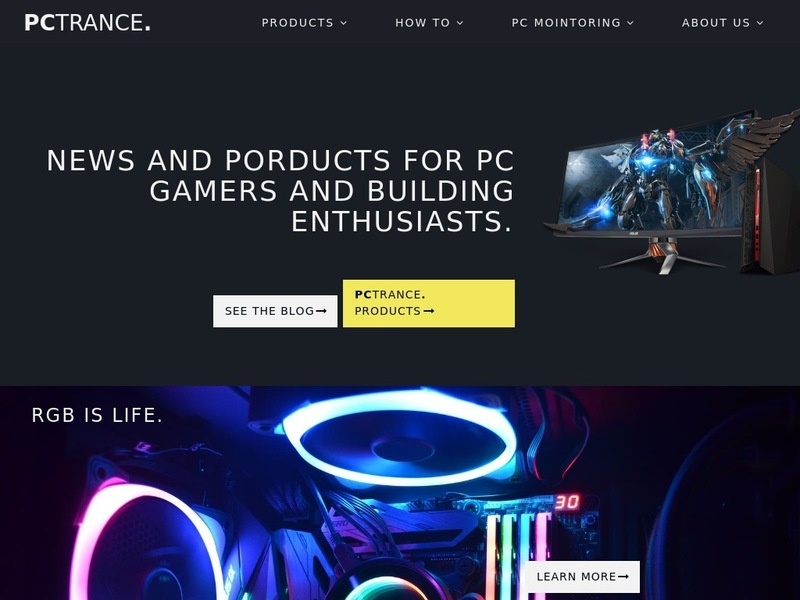 PCTRANCE.
PRODUCTS
HOW TO
PC MOINTORING
ABOUT US
NEWS AND PORDUCTS FOR PC
GAMERS AND BUILDING
ENTHUSIASTS.
SEE THE BLOG→
PCTRANCE.
PRODUCTS→
RGB IS LIFE.
30
LEARN MORE→